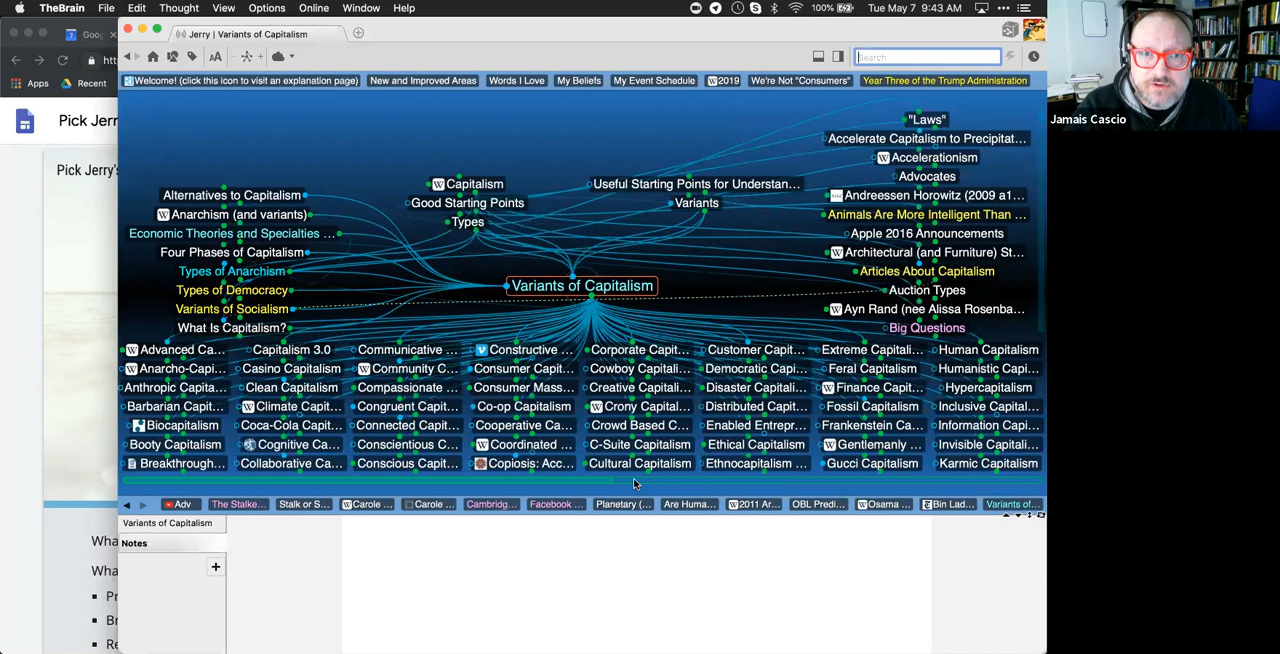 TheBrain File Edit Thought View Options Online Window Help 100% Tue May 7 9:43 AM
Goo
Jerry | Variants of Capitalism
htt
AA
Search
Apps Recent
Welcome! (click this icon to visit an explanation page) New and Improved Areas Words I Love My Beliefs My Event Schedule 2019 We're Not "Consumers" Year Three of the Trump Administration
Pick Jerr
Pick Jerry's
Jamais Cascio
"Laws"
Accelerate Capitalism to Precipitat...
Accelerationism
Advocates
Andreessen Horowitz (2009 a1...
Animals Are More Intelligent Than ...
Apple 2016 Announcements
Architectural (and Furniture) St...
Articles About Capitalism
Auction Types
Ayn Rand (nee Alissa Rosenba...
Big Questions
Capitalism
Good Starting Points
Types
Useful Starting Points for Understan...
Variants
Alternatives to Capitalism
Anarchism (and variants)
Economic Theories and Specialties ...
Four Phases of Capitalism
Types of Anarchism
Types of Democracy
Variants of Socialism
What Is Capitalism?
Variants of Capitalism
Advanced Ca... Capitalism 3.0 Communicative ... Constructive ... Corporate Capit... Customer Capit... Extreme Capitali... Human Capitalism
Anarcho-Capi... Casino Capitalism Community C... Consumer Capit... Cowboy Capitali... Democratic Capi... Feral Capitalism Humanistic Capi...
Anthropic Capita... Clean Capitalism Compassionate ... Consumer Mass... Creative Capitali... Disaster Capitali... Finance Capit... Hypercapitalism
Barbarian Capit... Climate Capit... Congruent Capit... Co-op Capitalism Crony Capital... Distributed Capit... Fossil Capitalism Inclusive Capital...
Biocapitalism Coca-Cola Capit... Connected Capit... Cooperative Ca... Crowd Based C... Enabled Entrepr... Frankenstein Ca... Information Capi...
Booty Capitalism Cognitive Ca... Conscientious C... Coordinated ... C-Suite Capitalism Ethical Capitalism Gentlemanly ... Invisible Capitali...
Breakthrough... Collaborative Ca... Conscious Capit... Copiosis: Acc... Cultural Capitalism Ethnocapitalism ... Gucci Capitalism Karmic Capitalism
Adv The Stalke... Stalk or S... Carole ... Carole ... Cambridg... Facebook ... Planetary (... Are Huma... 2011 Ar... OBL Predi... Osama ... Bin Lad... Variants of...
Variants of Capitalism
Notes
Wha
Wha
Pr
Br
Re